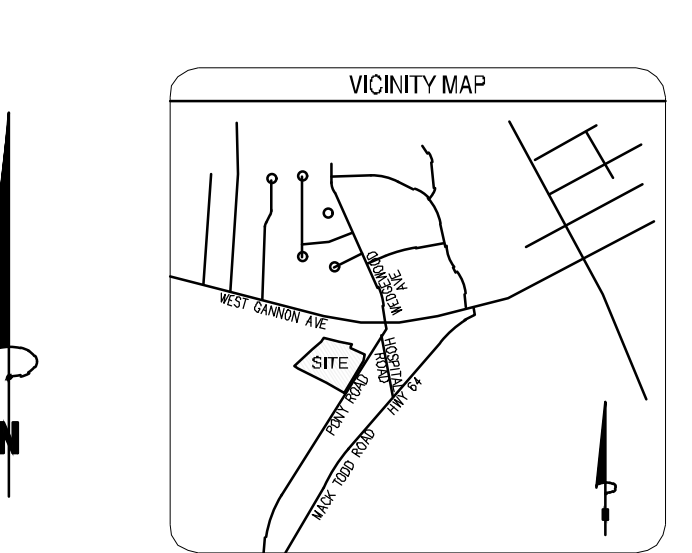 VICINITY MAP
WEDGEWOOD
AVE
WEST GANNON AVE
HOSPITAL
ROAD
SITE
PONY ROAD
HWY 64
MACK TODD ROAD
N